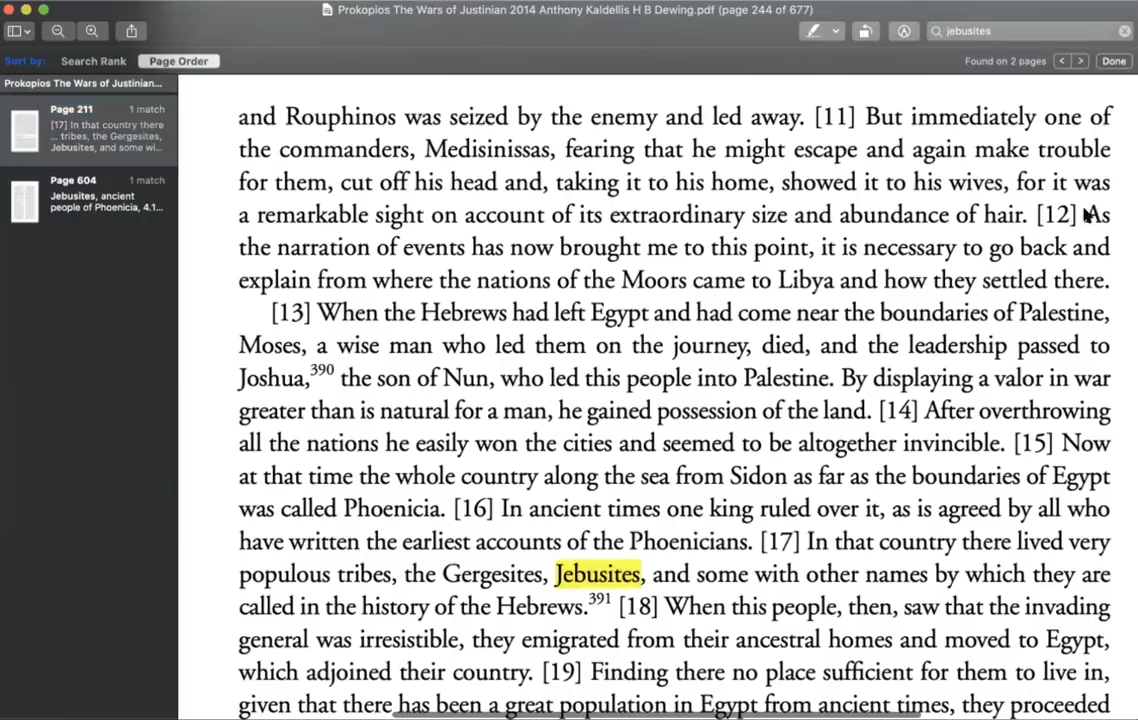 Prokopios The Wars of Justinian 2014 Anthony Kaldellis H B Dewing.pdf (page 244 of 677)
jebusites
Sort by: Search Rank Page Order
Found on 2 pages < > Done
Prokopios The Wars of Justinian...
Page 211 1 match
[17] In that country there
... tribes, the Gergesites,
Jebusites, and some wi...
Page 604 1 match
Jebusites, ancient
people of Phoenicia, 4.1...
and Rouphinos was seized by the enemy and led away. [11] But immediately one of
the commanders, Medisinissas, fearing that he might escape and again make trouble
for them, cut off his head and, taking it to his home, showed it to his wives, for it was
a remarkable sight on account of its extraordinary size and abundance of hair. [12] As
the narration of events has now brought me to this point, it is necessary to go back and
explain from where the nations of the Moors came to Libya and how they settled there.
[13] When the Hebrews had left Egypt and had come near the boundaries of Palestine,
Moses, a wise man who led them on the journey, died, and the leadership passed to
Joshua,390 the son of Nun, who led this people into Palestine. By displaying a valor in war
greater than is natural for a man, he gained possession of the land. [14] After overthrowing
all the nations he easily won the cities and seemed to be altogether invincible. [15] Now
at that time the whole country along the sea from Sidon as far as the boundaries of Egypt
was called Phoenicia. [16] In ancient times one king ruled over it, as is agreed by all who
have written the earliest accounts of the Phoenicians. [17] In that country there lived very
populous tribes, the Gergesites, Jebusites, and some with other names by which they are
called in the history of the Hebrews.391 [18] When this people, then, saw that the invading
general was irresistible, they emigrated from their ancestral homes and moved to Egypt,
which adjoined their country. [19] Finding there no place sufficient for them to live in,
given that there has been a great population in Egypt from ancient times, they proceeded